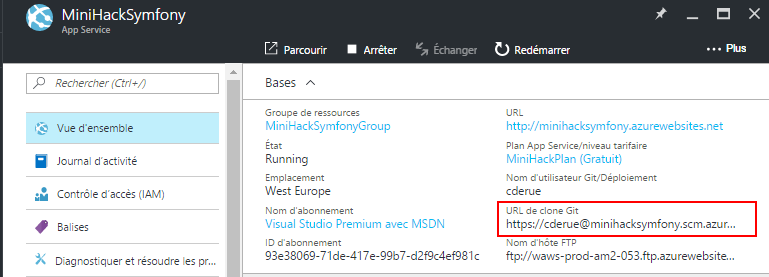 MiniHackSymfony
App Service
Parcourir
Arrêter
Échanger
Redémarrer
••• Plus
Rechercher (Ctrl+/)
Vue d'ensemble
Journal d'activité
Contrôle d'accès (IAM)
Balises
Diagnostiquer et résoudre les pr...
Bases
Groupe de ressources
MiniHackSymfonyGroup
État
Running
Emplacement
West Europe
Nom d'abonnement
Visual Studio Premium avec MSDN
ID d'abonnement
93e38069-71de-417e-99b7-d2f9c4ef981c
URL
http://minihacksymfony.azurewebsites.net
Plan App Service/niveau tarifaire
MiniHackPlan (Gratuit)
Nom d'utilisateur Git/Déploiement
cderue
URL de clone Git
https://cderue@minihacksymfony.scm.azur...
Nom d'hôte FTP
ftp://waws-prod-am2-053.ftp.azurewebsite...